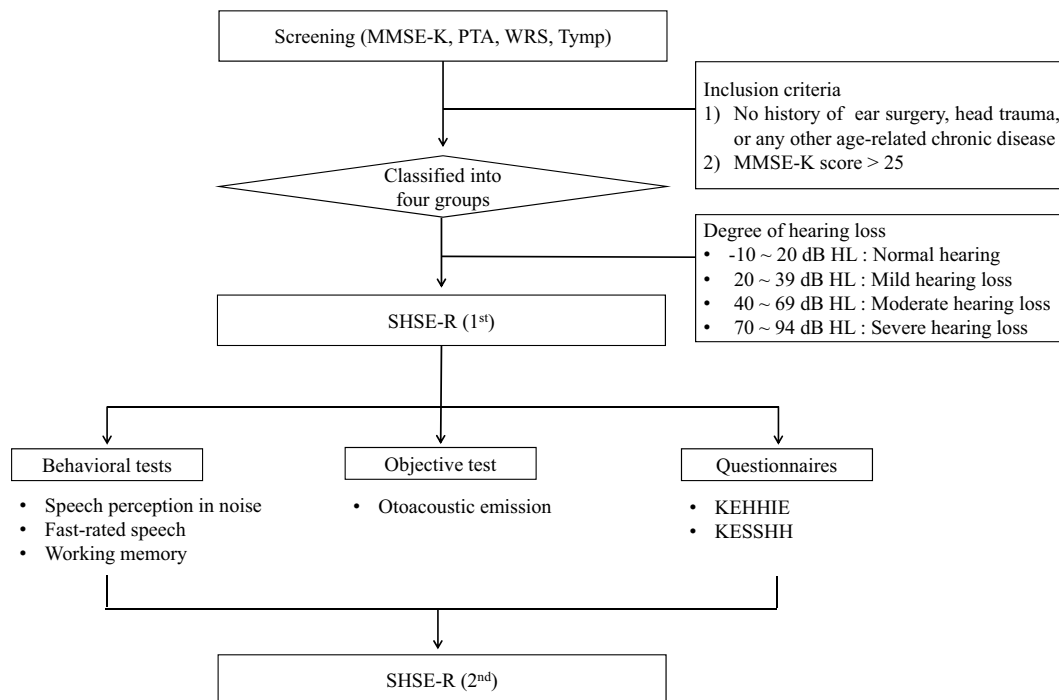 Screening (MMSE-K, PTA, WRS, Tymp)
Inclusion criteria
1) No history of ear surgery, head trauma,
or any other age-related chronic disease
2) MMSE-K score > 25
Classified into
four groups
Degree of hearing loss
• -10 ~ 20 dB HL : Normal hearing
• 20 ~ 39 dB HL : Mild hearing loss
• 40 ~ 69 dB HL : Moderate hearing loss
• 70 ~ 94 dB HL : Severe hearing loss
SHSE-R (1st)
Behavioral tests
• Speech perception in noise
• Fast-rated speech
• Working memory
Objective test
• Otoacoustic emission
Questionnaires
• KEHHIE
• KESSHH
SHSE-R (2nd)